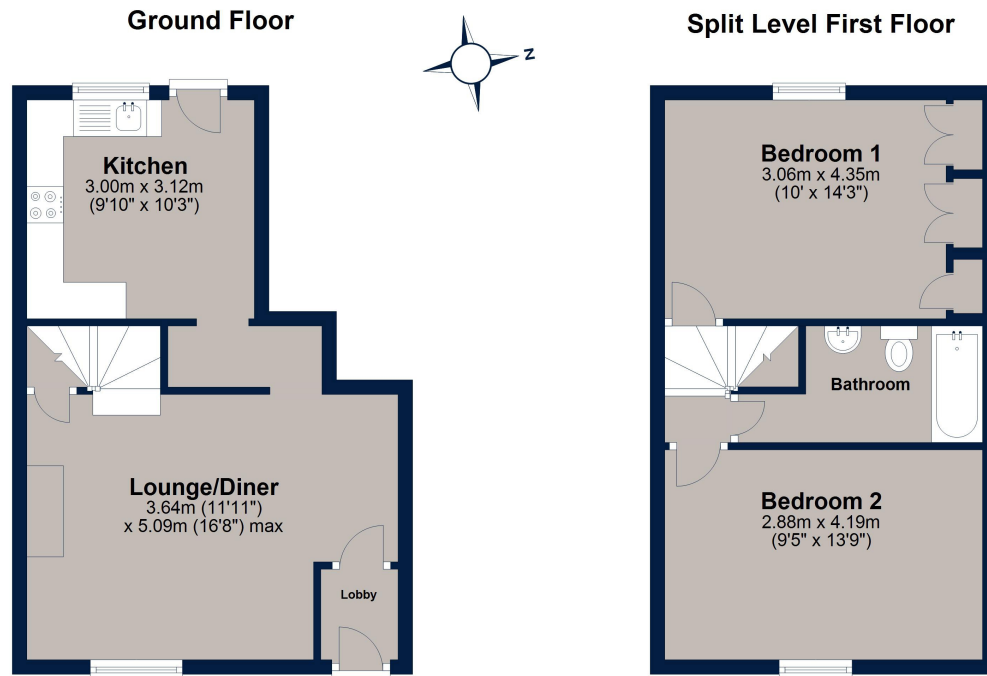 Ground Floor
N
Split Level First Floor
Kitchen
3.00m x 3.12m
(9'10" x 10'3")
Lounge/Diner
3.64m (11'11")
x 5.09m (16'8") max
Lobby
Bedroom 1
3.06m x 4.35m
(10' x 14'3")
Bathroom
Bedroom 2
2.88m x 4.19m
(9'5" x 13'9")